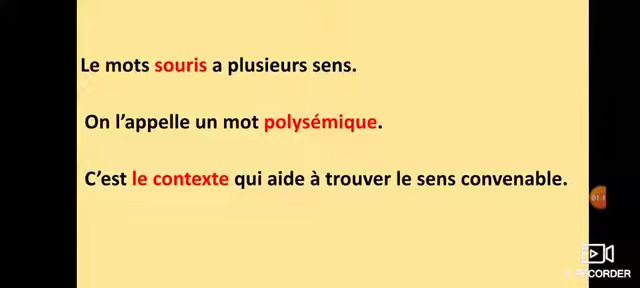 Le mots souris a plusieurs sens.
On l'appelle un mot polysémique.
C'est le contexte qui aide à trouver le sens convenable.